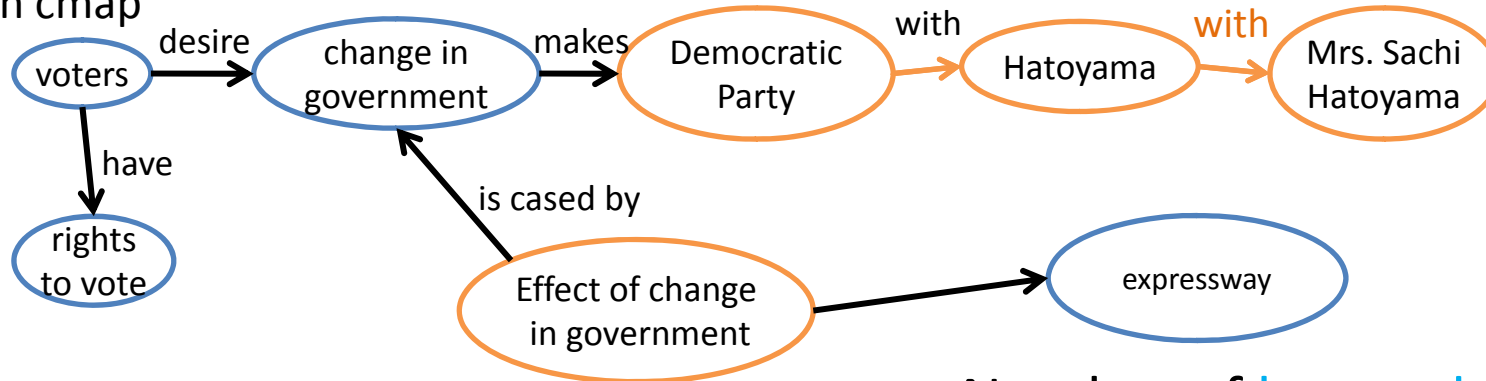 cmap
voters
desire
change in
government
makes
Democratic
Party
with
Hatoyama
with
Mrs. Sachi
Hatoyama
have
rights
to vote
is cased by
Effect of change
in government
expressway
of